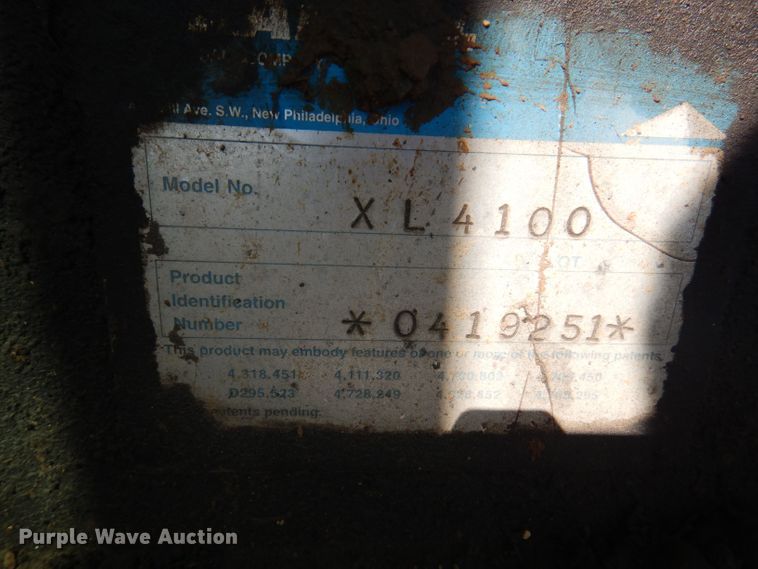 Ave. S.W., New Philadelphia, Ohio
Model No.
XL4100
Product
Identification
Number
*0419251*
This product may embody features of one or more of the following patents
4,318,451 4,111,320
D295,523 4,728,249
patents pending.
Purple Wave Auction